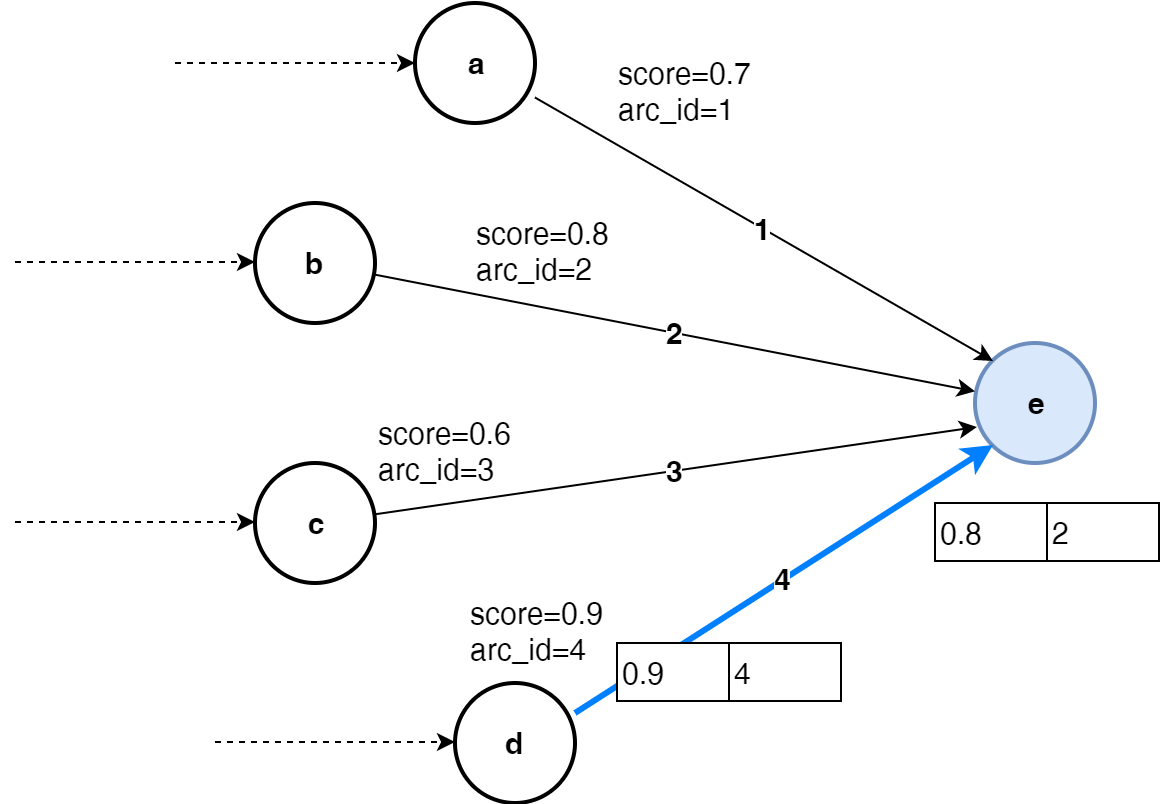 a
score=0.7
arc_id=1
1
score=0.8
arc_id=2
b
2
e
score=0.6
arc_id=3
3
c
0.8 2
4
score=0.9
arc_id=4
0.9 4
d